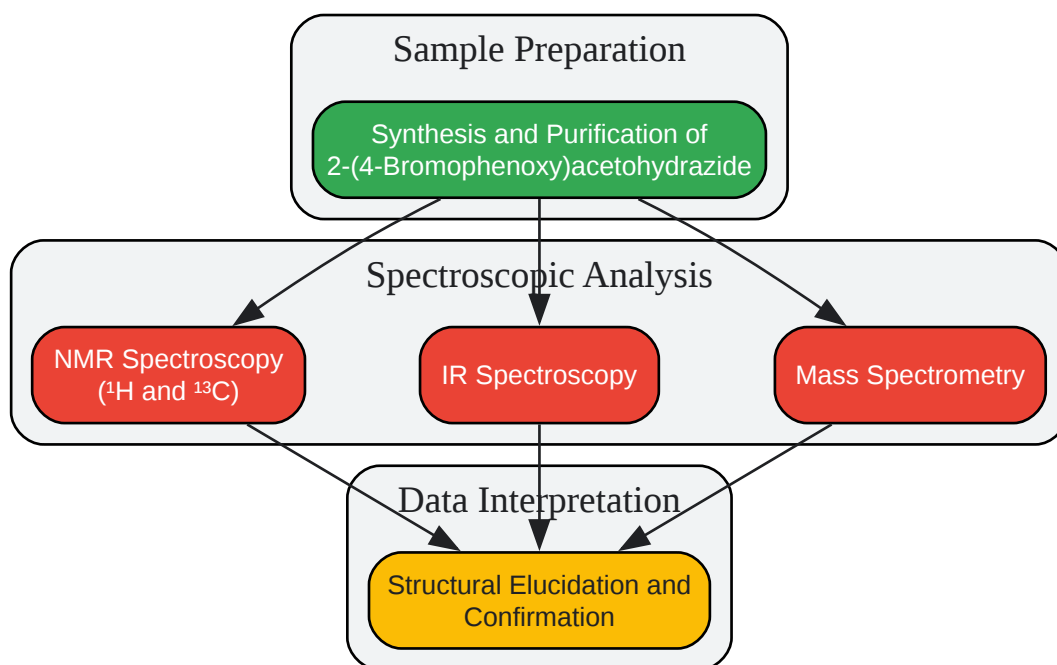 Sample Preparation
Synthesis and Purification of
2-(4-Bromophenoxy)acetohydrazide
Spectroscopic Analysis
NMR Spectroscopy
(¹H and ¹³C)
IR Spectroscopy
Mass Spectrometry
Data Interpretation
Structural Elucidation and
Confirmation